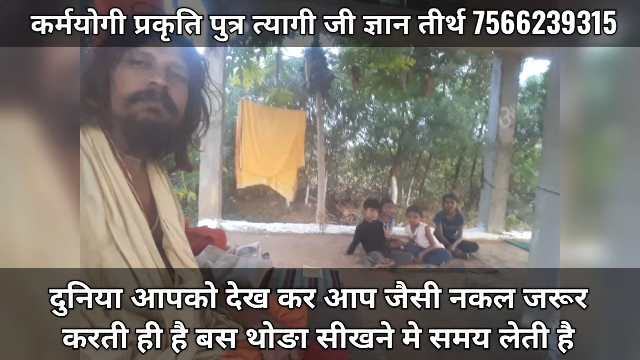 कर्मयोगी प्रकृति पुत्र त्यागी जी ज्ञान तीर्थ 7566239315
ॐ
दुनिया आपको देख कर आप जैसी नकल जरूर
करती ही है बस थोङा सीखने मे समय लेती है